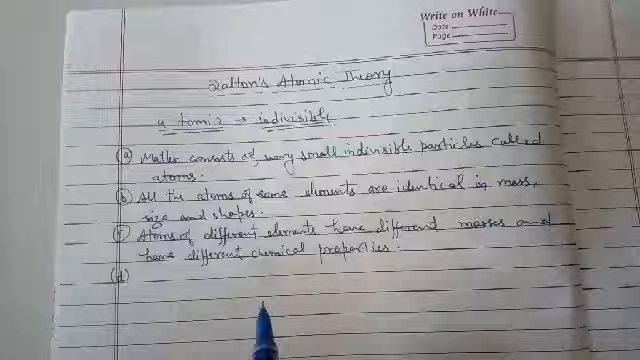 Write on White
Date
Page
Dalton's Atomic Theory
a tomio → indivisible
(a) Matter consists of very small indivisible particles called
atoms.
(b) All the atoms of same elements are identical in mass,
size and shapes.
(c) Atoms of different elements have different masses and
have different chemical properties.
(d)